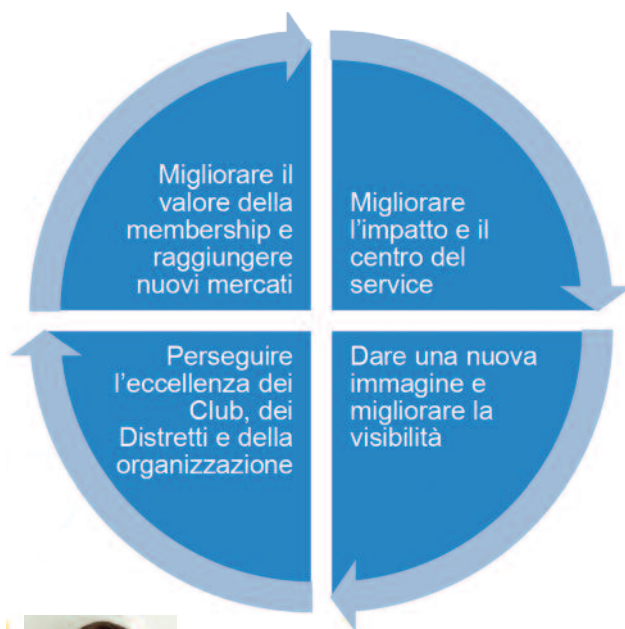 Migliorare il
valore della
membership e
raggiungere
nuovi mercati
Migliorare
l’impatto e il
centro del
service
Perseguire
l’eccellenza dei
Club, dei
Distretti e della
organizzazione
Dare una nuova
immagine e
migliorare la
visibilità